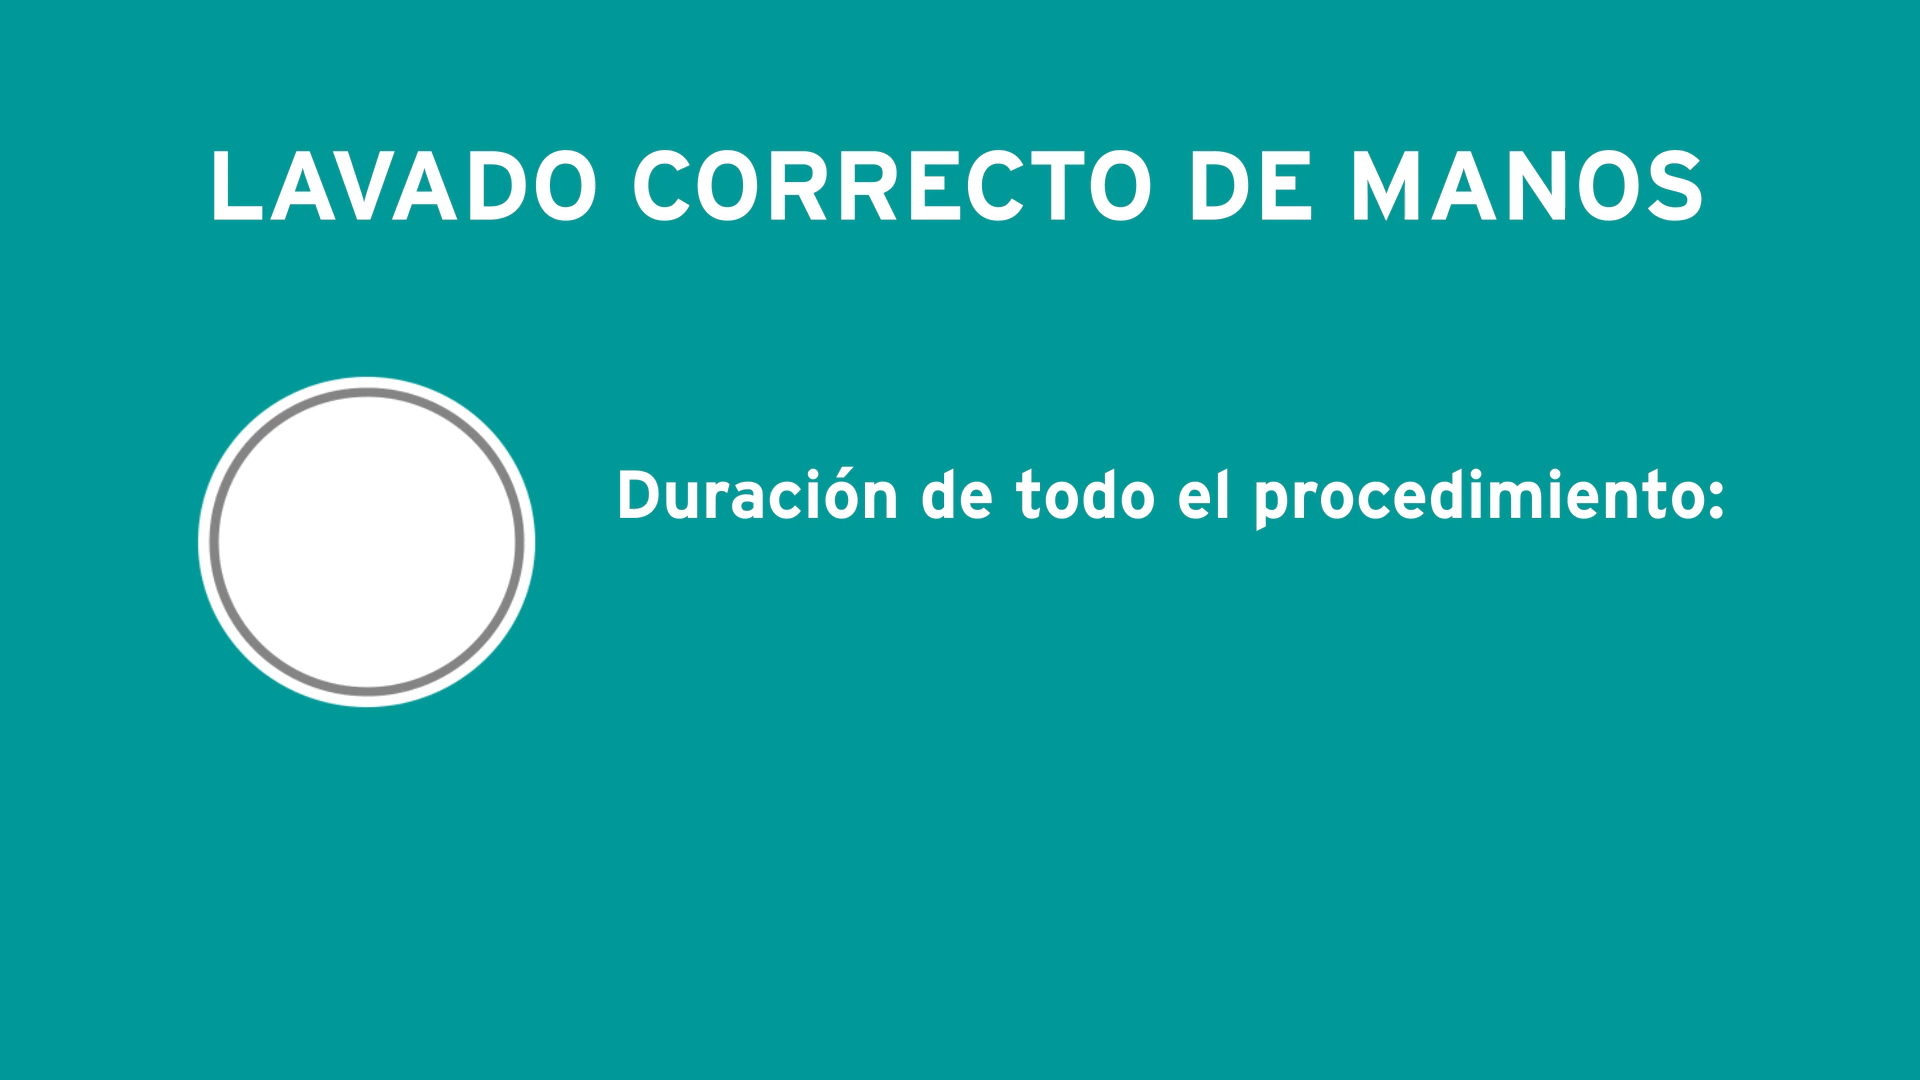 LAVADO CORRECTO DE MANOS
Duración de todo el procedimiento: